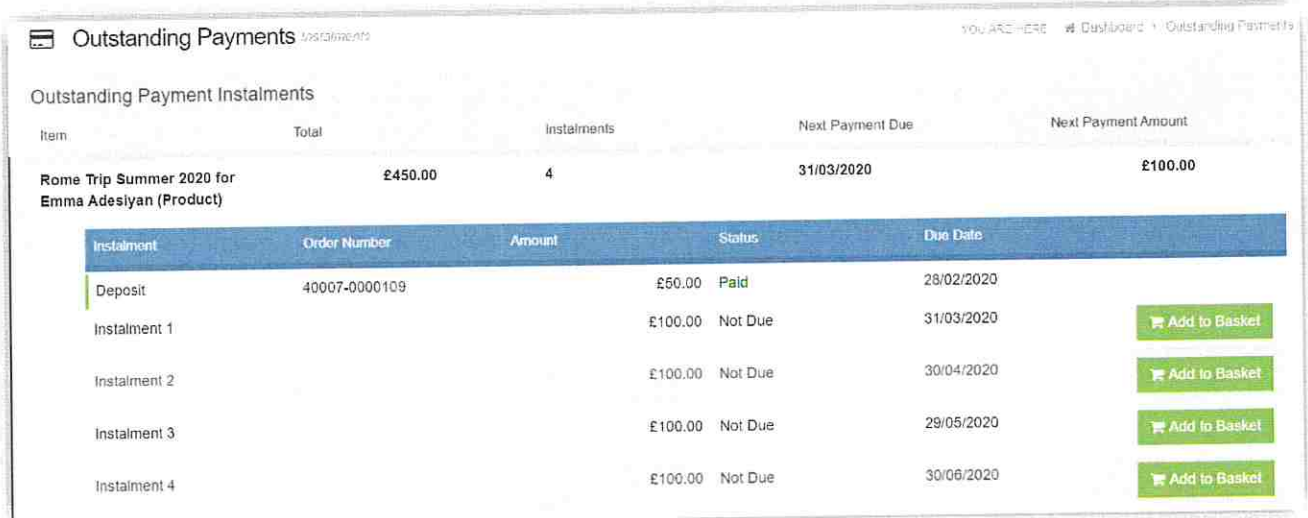 Outstanding Payments Instalments
YOU ARE HERE Dashboard > Outstanding Payments
Outstanding Payment Instalments
Item Total Instalments Next Payment Due Next Payment Amount
Rome Trip Summer 2020 for £450.00 4 31/03/2020 £100.00
Emma Adesiyan (Product)
Instalment Order Number Amount Status Due Date
Deposit 40007-0000109 £50.00 Paid 28/02/2020
Instalment 1 £100.00 Not Due 31/03/2020 Add to Basket
Instalment 2 £100.00 Not Due 30/04/2020 Add to Basket
Instalment 3 £100.00 Not Due 29/05/2020 Add to Basket
Instalment 4 £100.00 Not Due 30/06/2020 Add to Basket